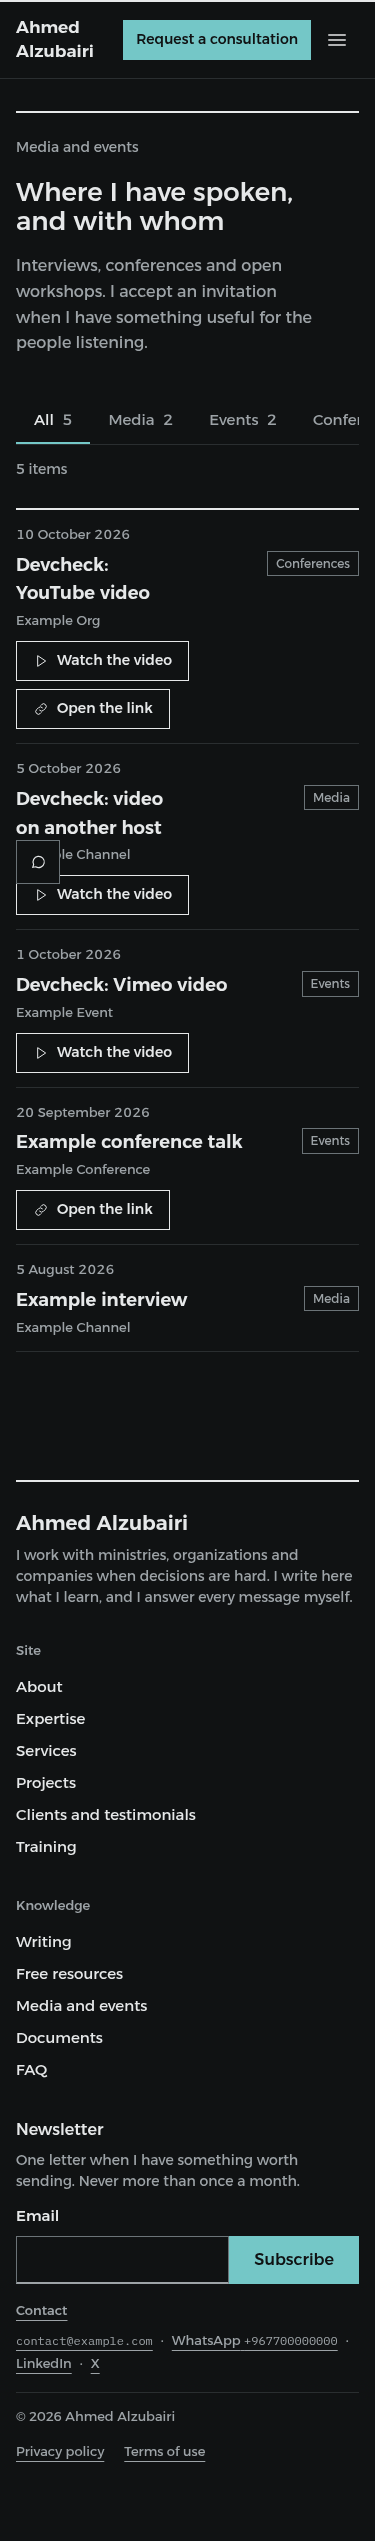 Ahmed
Alzubairi
Request a consultation
Media and events
Where I have spoken,
and with whom
Interviews, conferences and open
workshops. I accept an invitation
when I have something useful for the
people listening.
All 5 Media 2 Events 2
5 items
10 October 2026
Devcheck:
YouTube video
Conferences
Example Org
Watch the video
Open the link
5 October 2026
Devcheck: video
on another host
Media
Channel
Watch the video
1 October 2026
Devcheck: Vimeo video
Events
Example Event
Watch the video
20 September 2026
Example conference talk
Events
Example Conference
Open the link
5 August 2026
Example interview
Media
Example Channel
Ahmed Alzubairi
I work with ministries, organizations and
companies when decisions are hard. I write here
what I learn, and I answer every message myself.
Site
About
Expertise
Services
Projects
Clients and testimonials
Training
Knowledge
Writing
Free resources
Media and events
Documents
FAQ
Newsletter
One letter when I have something worth
sending. Never more than once a month.
Email
Subscribe
Contact
contact@example.com · WhatsApp +967700000000 ·
LinkedIn · X
© 2026 Ahmed Alzubairi
Privacy policy Terms of use